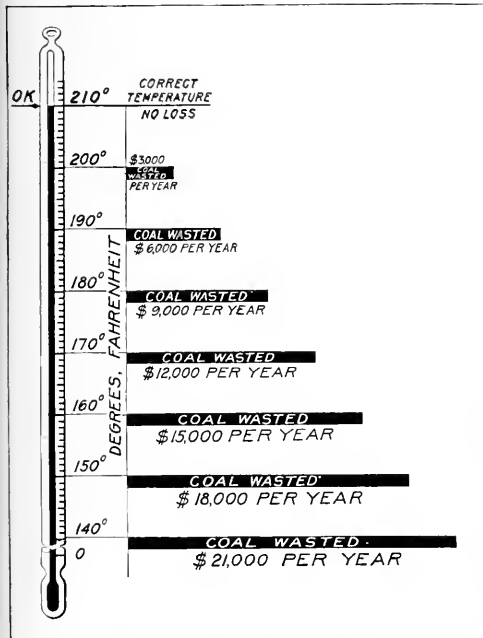 CORRECT
OK 210° TEMPERATURE
NO LOSS
200° $3000
COAL
WASTED
PER YEAR
190° COAL WASTED
$6,000 PER YEAR
DEGREES, FAHRENHEIT
180° COAL WASTED
$9,000 PER YEAR
170° COAL WASTED
$12,000 PER YEAR
160° COAL WASTED
$15,000 PER YEAR
150° COAL WASTED
$18,000 PER YEAR
140° COAL WASTED
0 $21,000 PER YEAR